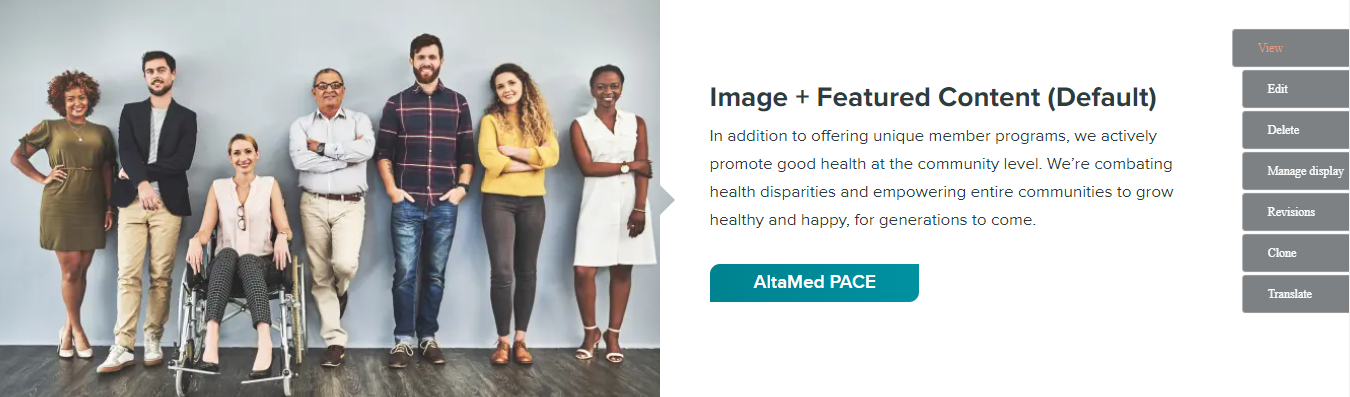 Image + Featured Content (Default)
In addition to offering unique member programs, we actively
promote good health at the community level. We’re combating
health disparities and empowering entire communities to grow
healthy and happy, for generations to come.
AltaMed PACE
View
Edit
Delete
Manage display
Revisions
Clone
Translate